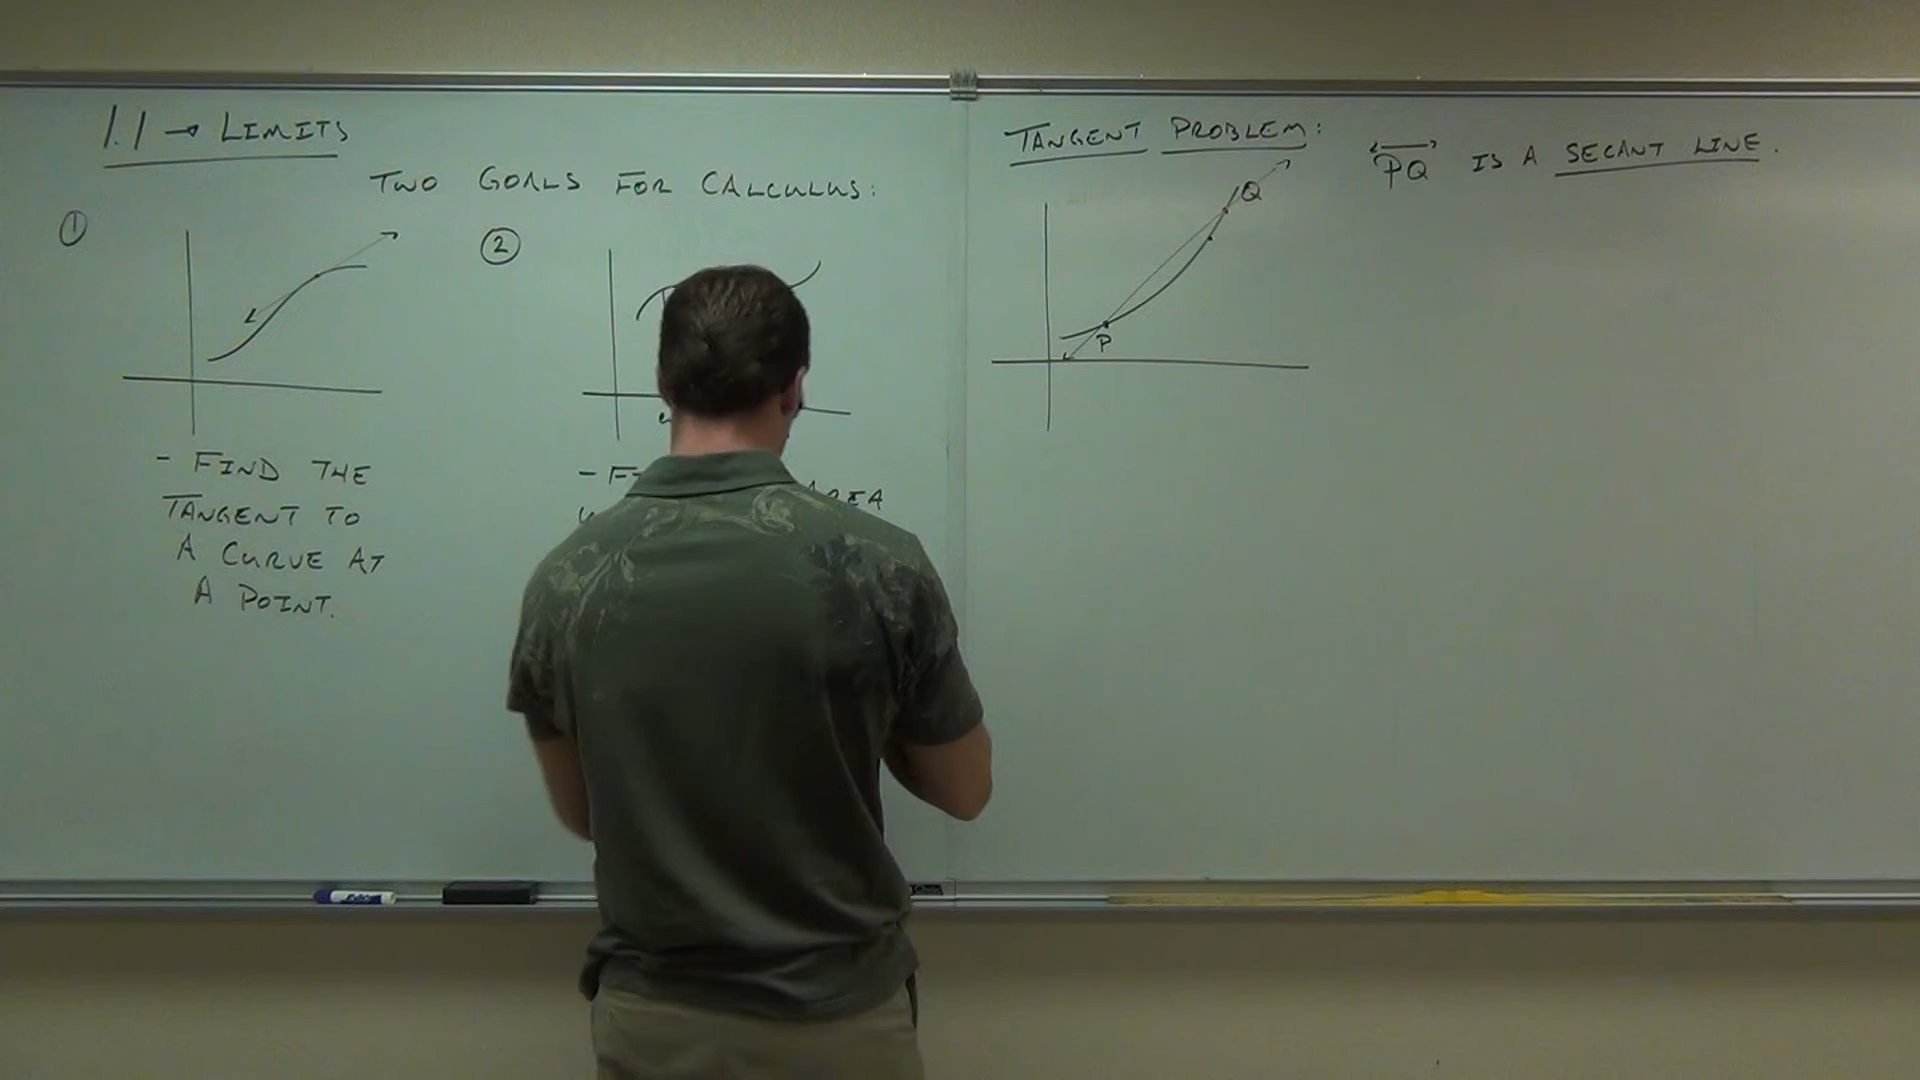 1.1 → LIMITS
TWO GOALS FOR CALCULUS:
①
- FIND THE
TANGENT TO
A CURVE AT
A POINT.
②
AREA
TANGENT PROBLEM:
Q
P
PQ IS A SECANT LINE.